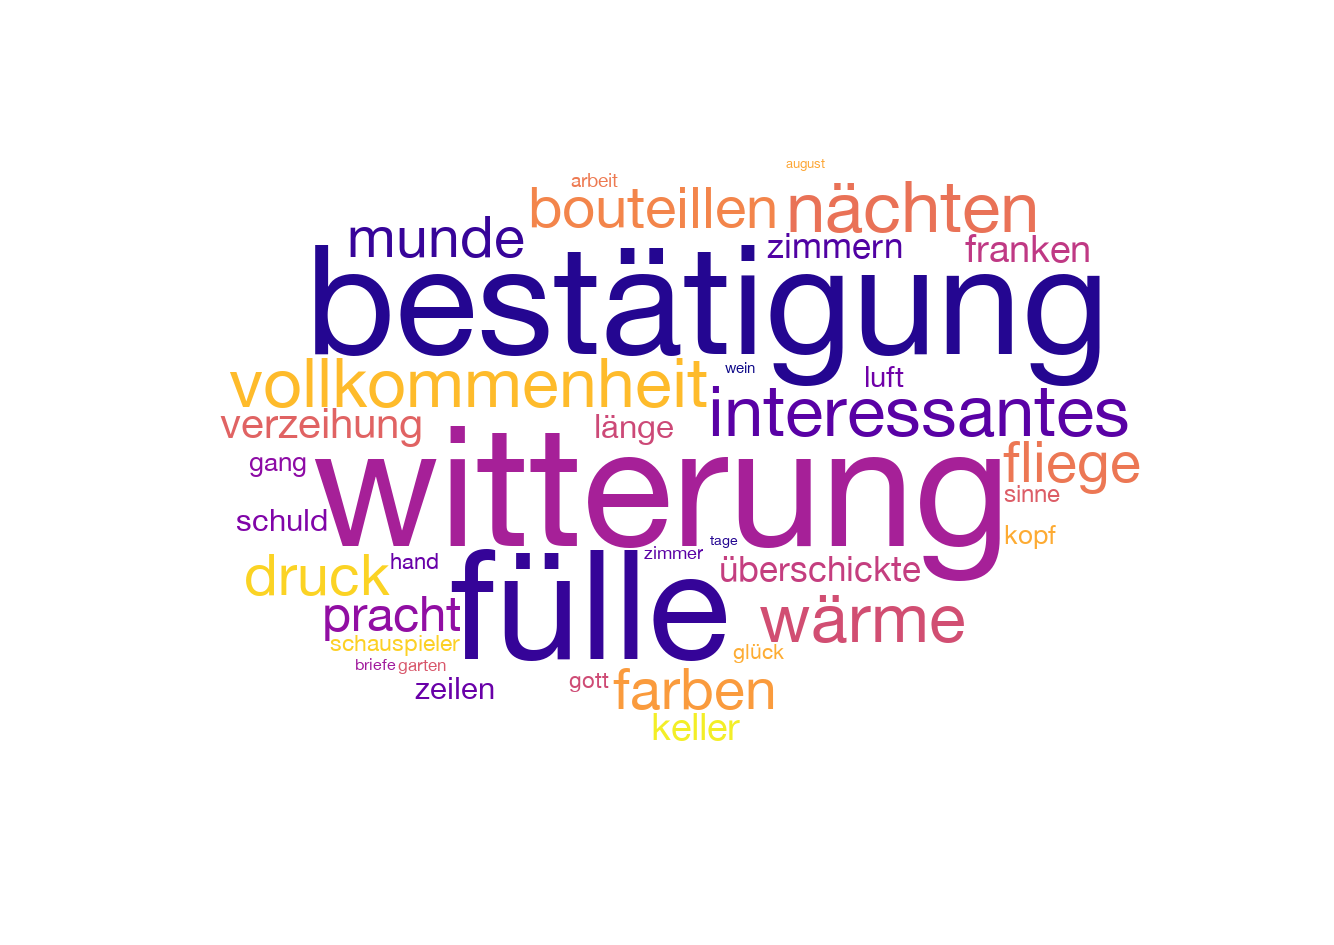 august
arbeit
bouteillen
nächten
munde
zimmern
franken
bestätigung
wein
luft
vollkommenheit
interessantes
verzeihung
länge
gang
witterung
fliege
sinne
schuld
kopf
tage
zimmer
hand
druck
fülle
überschickte
pracht
wärme
schauspieler
glück
briefe
garten
gott
zeilen
farben
keller